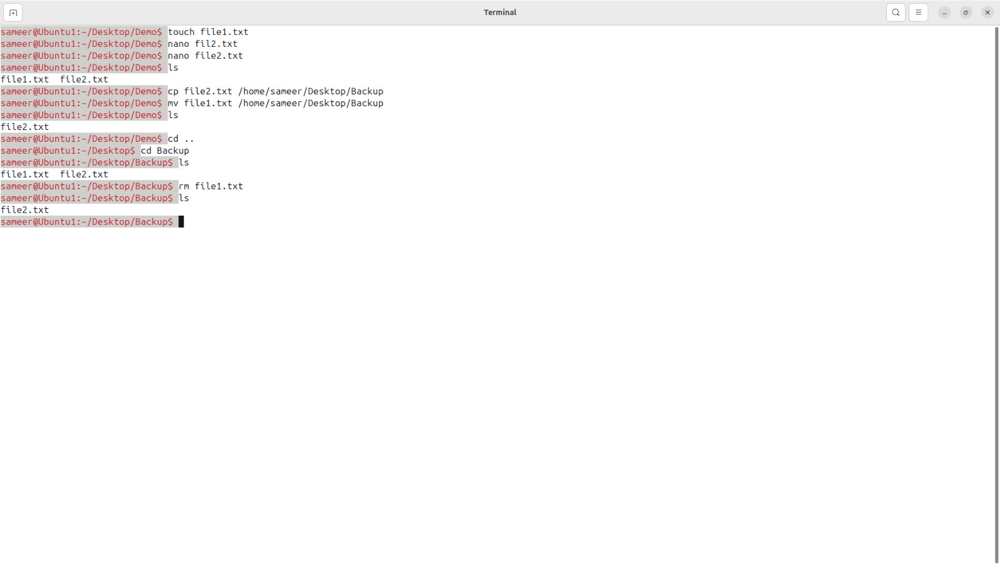 Terminal
sameer@Ubuntu1:~/Desktop/Demo$ touch file1.txt
sameer@Ubuntu1:~/Desktop/Demo$ nano fil2.txt
sameer@Ubuntu1:~/Desktop/Demo$ nano file2.txt
sameer@Ubuntu1:~/Desktop/Demo$ ls
file1.txt  file2.txt
sameer@Ubuntu1:~/Desktop/Demo$ cp file2.txt /home/sameer/Desktop/Backup
sameer@Ubuntu1:~/Desktop/Demo$ mv file1.txt /home/sameer/Desktop/Backup
sameer@Ubuntu1:~/Desktop/Demo$ ls
file2.txt
sameer@Ubuntu1:~/Desktop/Demo$ cd ..
sameer@Ubuntu1:~/Desktop$ cd Backup
sameer@Ubuntu1:~/Desktop/Backup$ ls
file1.txt  file2.txt
sameer@Ubuntu1:~/Desktop/Backup$ rm file1.txt
sameer@Ubuntu1:~/Desktop/Backup$ ls
file2.txt
sameer@Ubuntu1:~/Desktop/Backup$